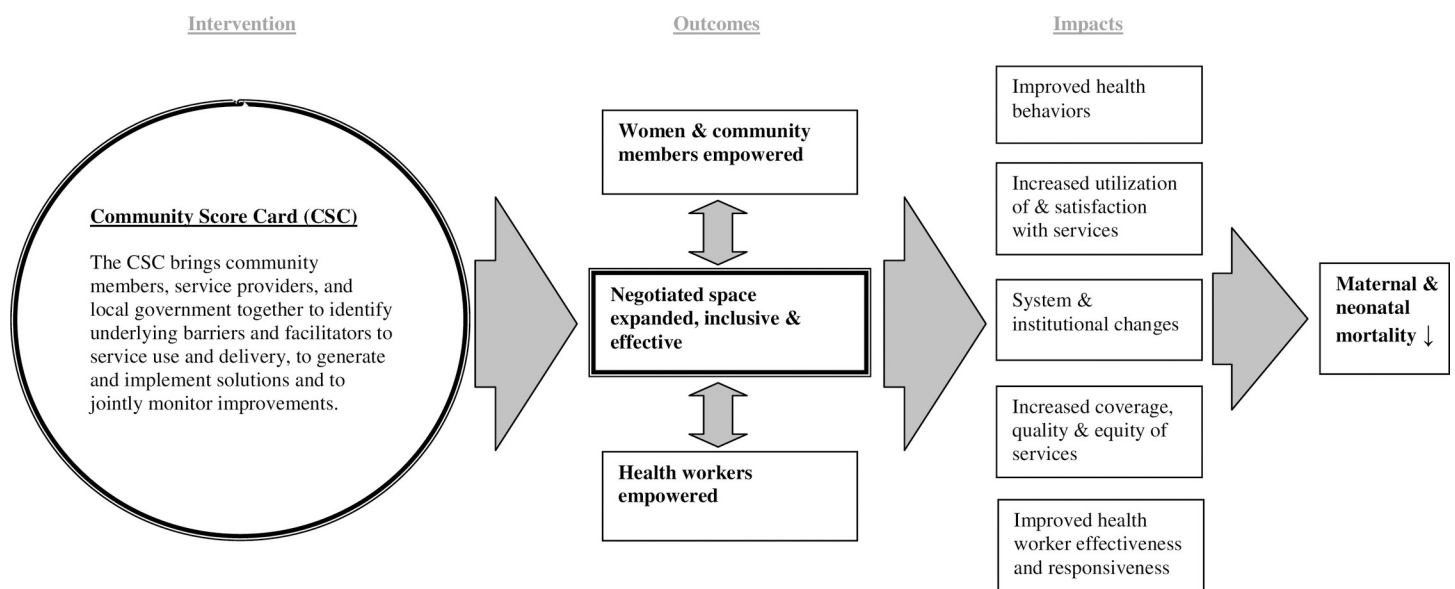 Intervention
Outcomes
Impacts
Community Score Card (CSC)
The CSC brings community
members, service providers, and
local government together to identify
underlying barriers and facilitators to
service use and delivery, to generate
and implement solutions and to
jointly monitor improvements.
Women & community
members empowered
Negotiated space
expanded, inclusive &
effective
Health workers
empowered
Improved health
behaviors
Increased utilization
of & satisfaction
with services
System &
institutional changes
Increased coverage,
quality & equity of
services
Improved health
worker effectiveness
and responsiveness
Maternal &
neonatal
mortality ↓